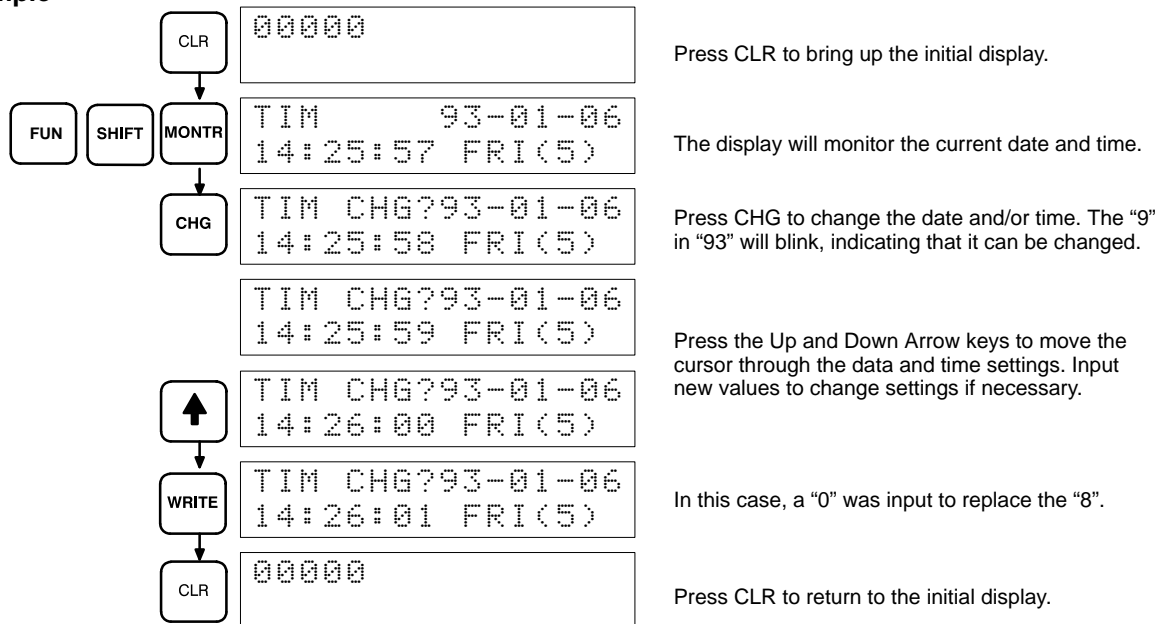 CLR
00000
Press CLR to bring up the initial display.
FUN SHIFT MONTR
TIM 93-01-06
14:25:57 FRI(5)
The display will monitor the current date and time.
CHG
TIM CHG?93-01-06
14:25:58 FRI(5)
Press CHG to change the date and/or time. The “9”
in “93” will blink, indicating that it can be changed.
TIM CHG?93-01-06
14:25:59 FRI(5)
Press the Up and Down Arrow keys to move the
cursor through the data and time settings. Input
new values to change settings if necessary.
TIM CHG?93-01-06
14:26:00 FRI(5)
WRITE
TIM CHG?93-01-06
14:26:01 FRI(5)
In this case, a “0” was input to replace the “8”.
CLR
00000
Press CLR to return to the initial display.